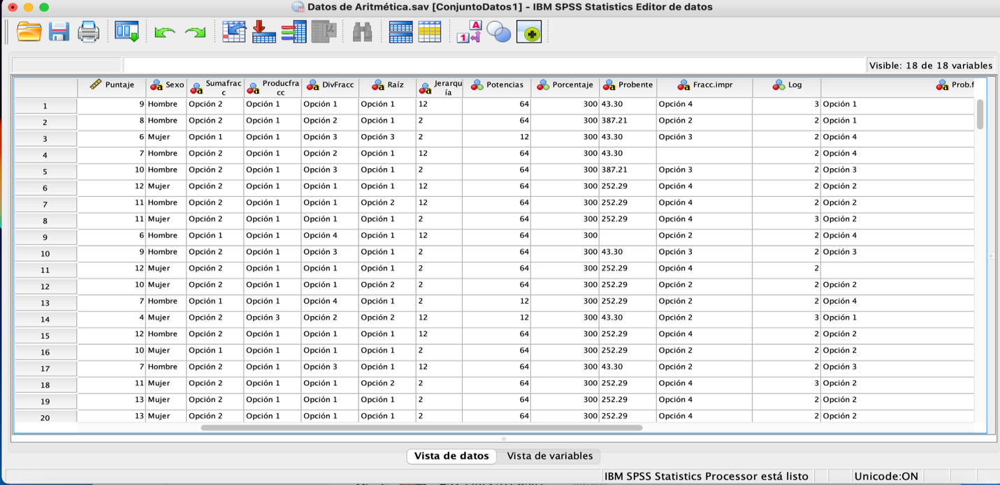 Datos de Aritmética.sav [ConjuntoDatos1] - IBM SPSS Statistics Editor de datos
Visible: 18 de 18 variables
Puntaje Sexo Sumafrac c Producfra cc DivFracc Raíz Jerarqu ía Potencias Porcentaje Probente Fracc.impr Log Prob.f
1 9 Hombre Opción 2 Opción 1 Opción 1 Opción 1 12 64 300 43.30 Opción 4 3 Opción 1
2 8 Hombre Opción 2 Opción 1 Opción 2 Opción 1 2 64 300 387.21 Opción 2 2 Opción 1
3 6 Mujer Opción 1 Opción 1 Opción 3 Opción 3 2 12 300 43.30 Opción 3 2 Opción 4
4 7 Hombre Opción 2 Opción 1 Opción 2 Opción 1 12 64 300 43.30 2 Opción 4
5 10 Hombre Opción 2 Opción 1 Opción 3 Opción 1 2 64 300 387.21 Opción 3 2 Opción 3
6 12 Mujer Opción 2 Opción 1 Opción 1 Opción 1 12 64 300 252.29 Opción 4 2 Opción 2
7 11 Hombre Opción 2 Opción 1 Opción 1 Opción 2 12 64 300 252.29 Opción 4 2 Opción 2
8 11 Mujer Opción 2 Opción 1 Opción 1 Opción 1 2 64 300 252.29 Opción 4 3 Opción 2
9 6 Hombre Opción 1 Opción 1 Opción 4 Opción 1 12 64 300 Opción 2 2 Opción 4
10 9 Hombre Opción 2 Opción 1 Opción 3 Opción 1 2 64 300 43.30 Opción 3 2 Opción 3
11 12 Mujer Opción 2 Opción 1 Opción 1 Opción 1 2 64 300 252.29 Opción 4 2
12 10 Mujer Opción 2 Opción 1 Opción 1 Opción 2 2 64 300 252.29 Opción 2 2 Opción 2
13 7 Hombre Opción 1 Opción 1 Opción 4 Opción 1 2 12 300 252.29 Opción 2 2 Opción 4
14 4 Mujer Opción 2 Opción 3 Opción 2 Opción 2 12 12 300 43.30 Opción 2 3 Opción 1
15 12 Hombre Opción 2 Opción 1 Opción 1 Opción 1 12 64 300 252.29 Opción 4 2 Opción 2
16 10 Mujer Opción 1 Opción 1 Opción 1 Opción 1 2 64 300 252.29 Opción 2 2 Opción 2
17 7 Hombre Opción 2 Opción 1 Opción 3 Opción 1 12 64 300 43.30 Opción 2 2 Opción 3
18 11 Mujer Opción 2 Opción 1 Opción 1 Opción 2 2 64 300 252.29 Opción 4 3 Opción 2
19 13 Mujer Opción 2 Opción 1 Opción 1 Opción 1 2 64 300 252.29 Opción 4 2 Opción 2
20 13 Mujer Opción 2 Opción 1 Opción 1 Opción 1 2 64 300 252.29 Opción 4 2 Opción 2
Vista de datos Vista de variables
IBM SPSS Statistics Processor está listo Unicode:ON